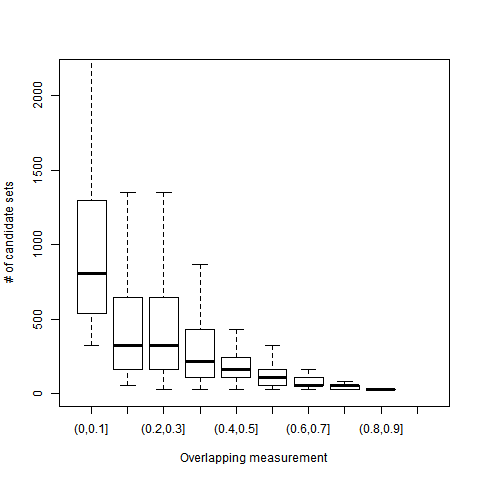 # of candidate sets
2000
1500
1000
500
0
(0,0.1] (0.2,0.3] (0.4,0.5] (0.6,0.7] (0.8,0.9]
Overlapping measurement